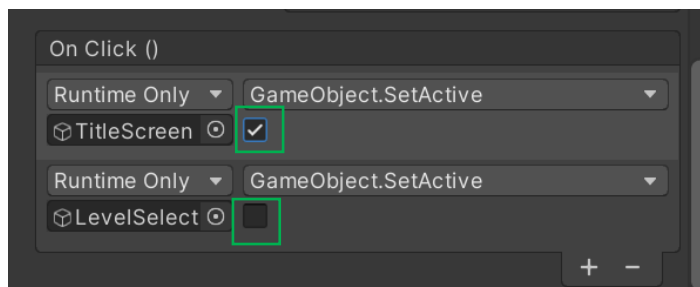 On Click ()
Runtime Only GameObject.SetActive
TitleScreen
Runtime Only GameObject.SetActive
LevelSelect
+ −